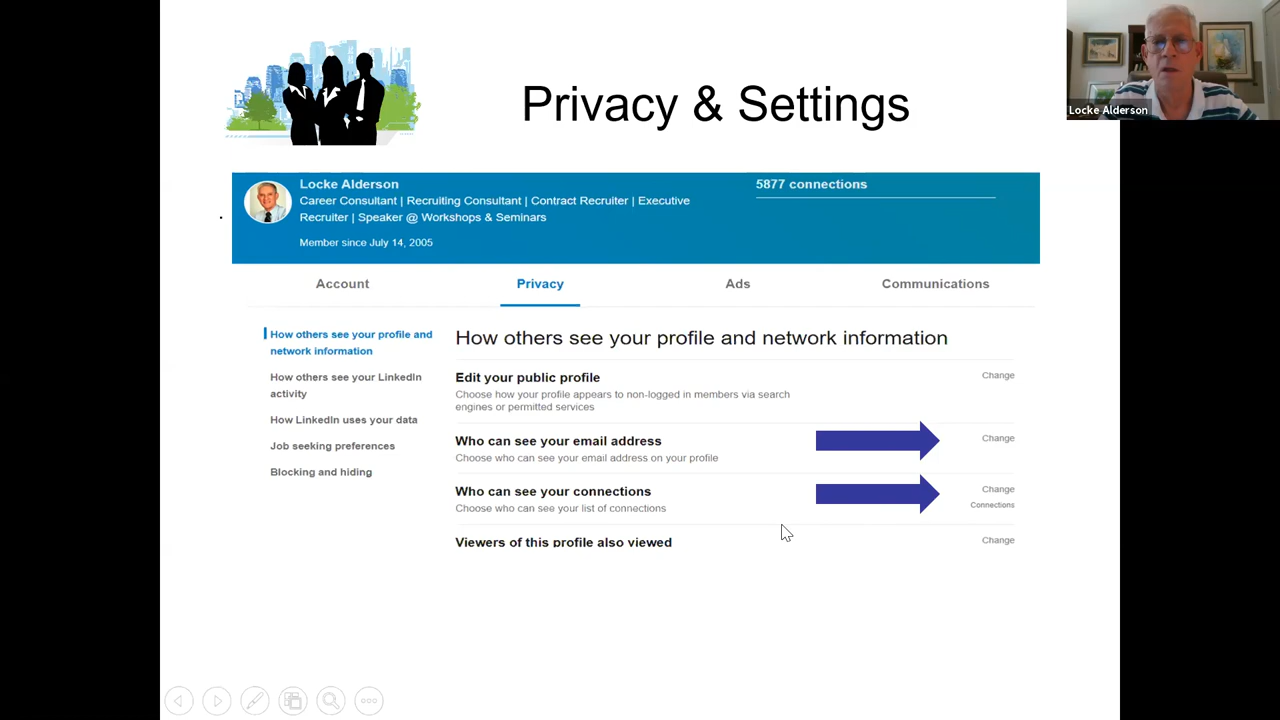 Privacy & Settings
Locke Alderson
Locke Alderson
Career Consultant | Recruiting Consultant | Contract Recruiter | Executive
Recruiter | Speaker @ Workshops & Seminars
Member since July 14, 2005
5877 connections
Account
Privacy
Ads
Communications
How others see your profile and
network information
How others see your LinkedIn
activity
How LinkedIn uses your data
Job seeking preferences
Blocking and hiding
How others see your profile and network information
Edit your public profile
Change
Choose how your profile appears to non-logged in members via search
engines or permitted services
Who can see your email address
Change
Choose who can see your email address on your profile
Who can see your connections
Change
Choose who can see your list of connections
Connections
Viewers of this profile also viewed
Change